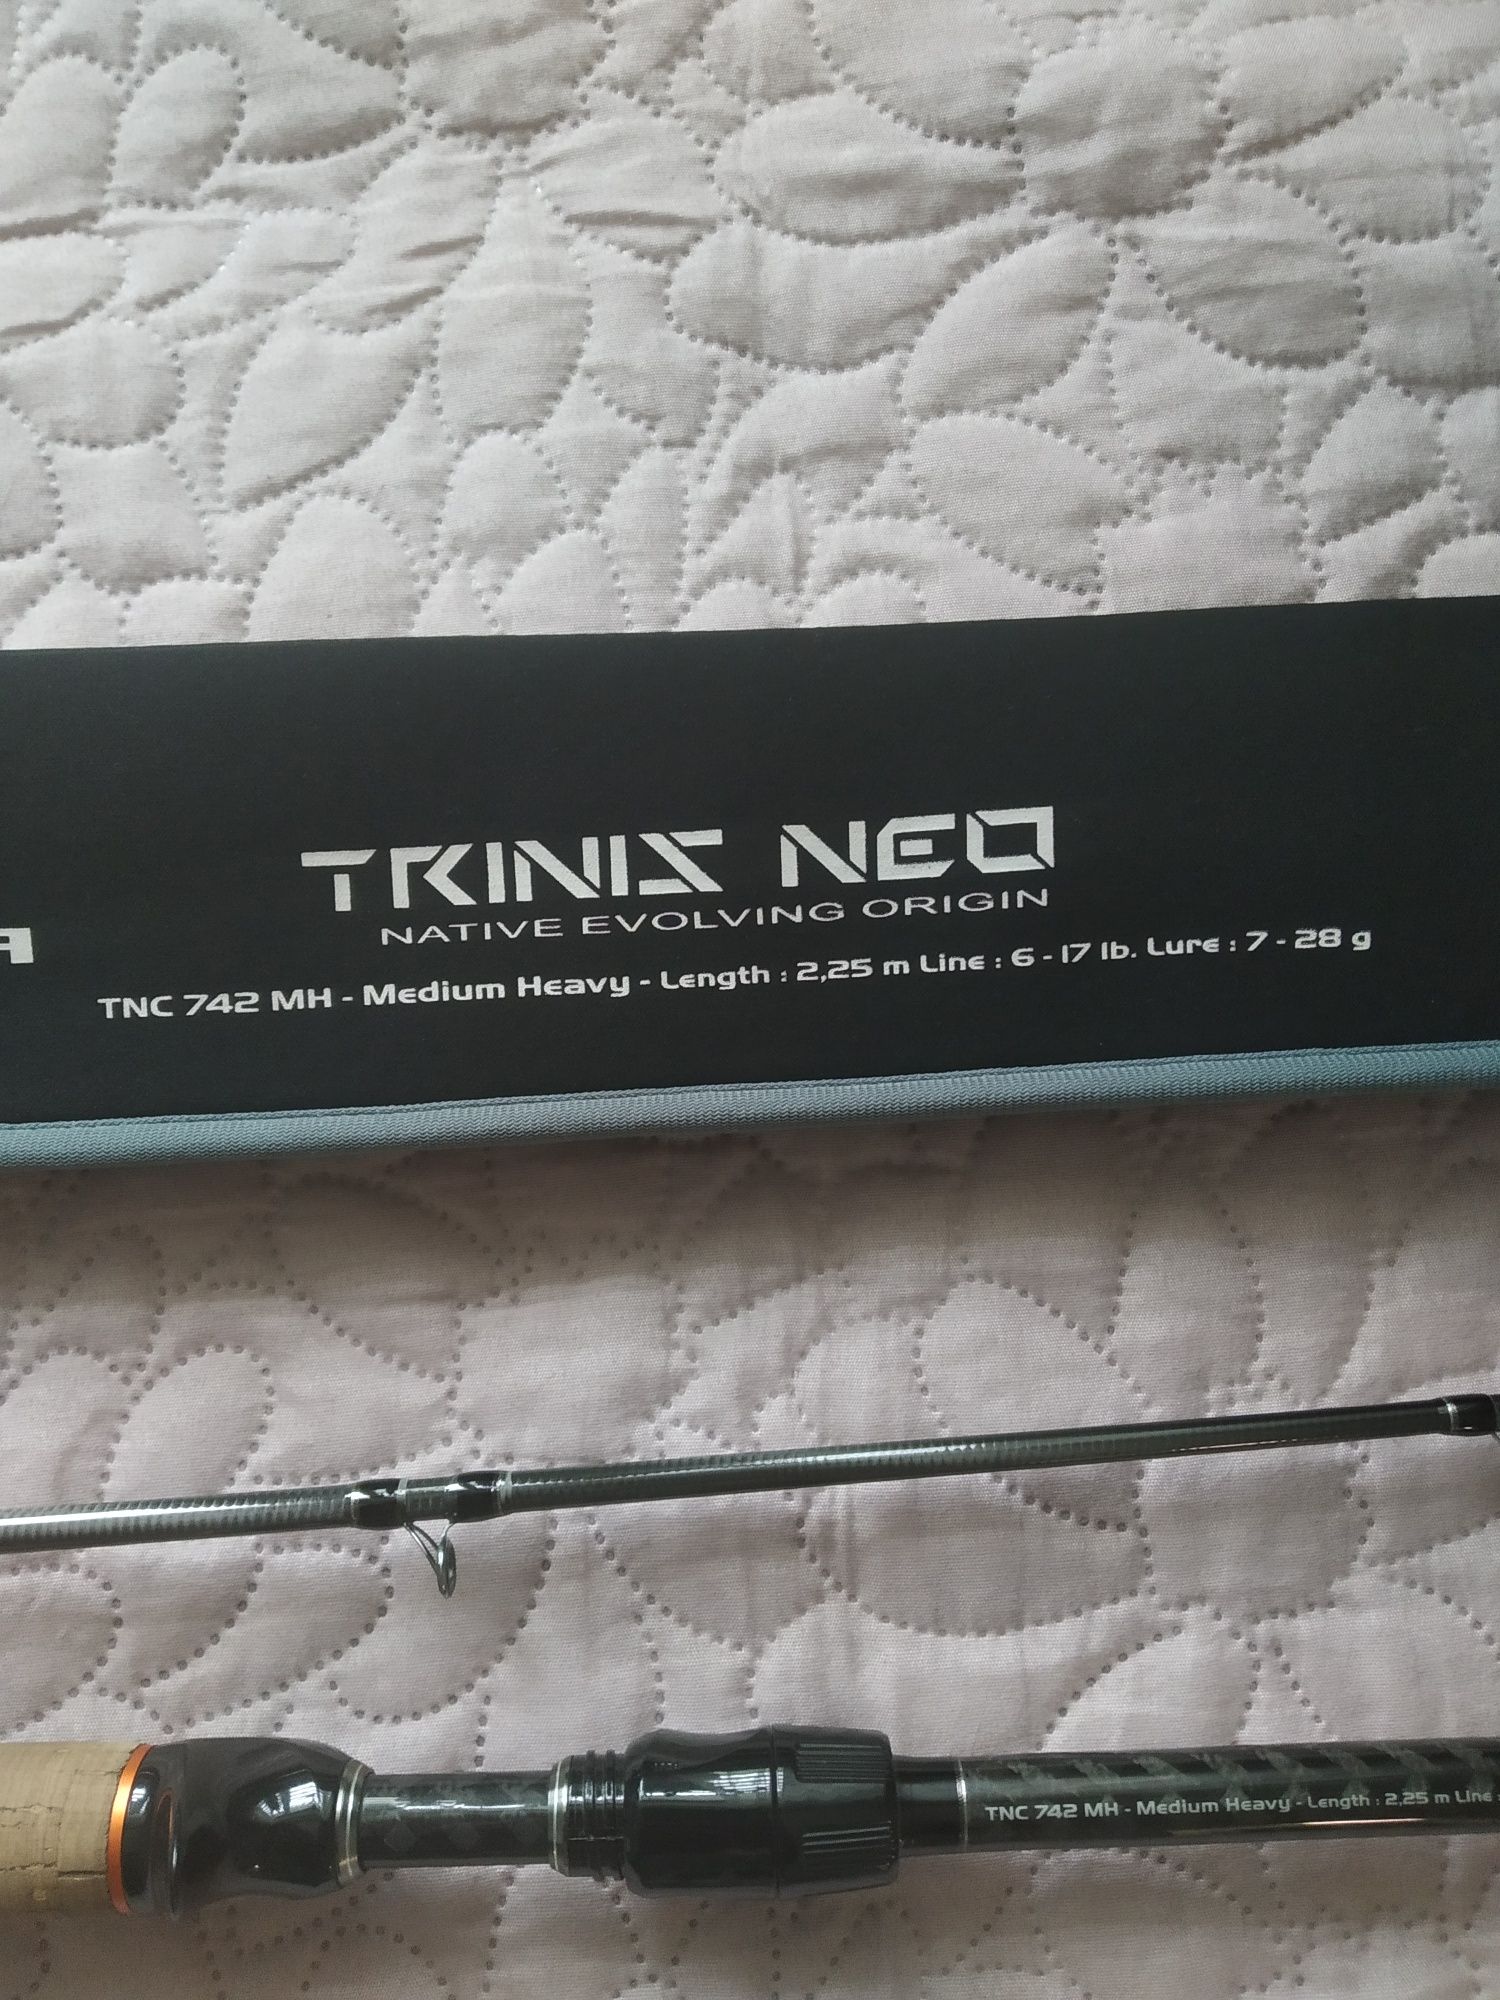 TRINIS NEO
NATIVE EVOLVING ORIGIN
TNC 742 MH - Medium Heavy - Length : 2,25 m Line : 6 - 17 lb. Lure : 7 - 28 g
TNC 742 MH - Medium Heavy - Length : 2,25 m Line :